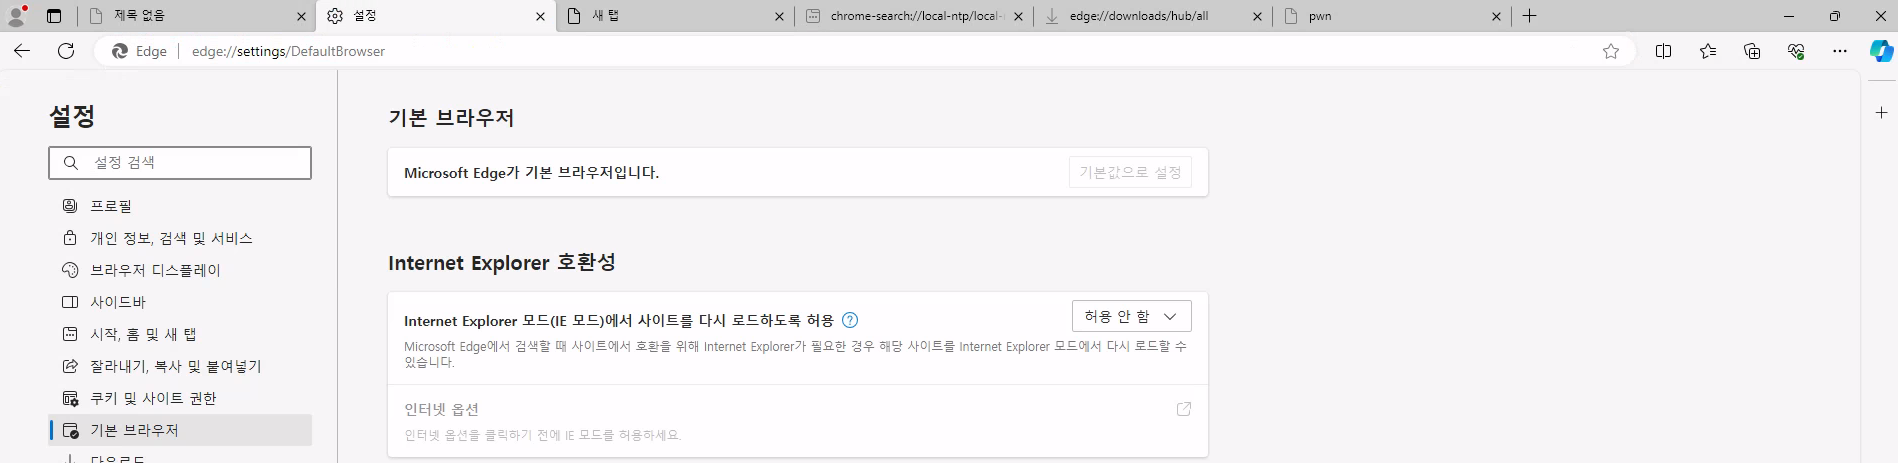 제목 없음
설정
새 탭
chrome-search://local-ntp/local-
edge://downloads/hub/all
pwn
Edge
edge://settings/DefaultBrowser
설정
설정 검색
프로필
개인 정보, 검색 및 서비스
브라우저 디스플레이
사이드바
시작, 홈 및 새 탭
잘라내기, 복사 및 붙여넣기
쿠키 및 사이트 권한
기본 브라우저
다운로드
기본 브라우저
Microsoft Edge가 기본 브라우저입니다.
기본값으로 설정
Internet Explorer 호환성
Internet Explorer 모드(IE 모드)에서 사이트를 다시 로드하도록 허용
허용 안 함
Microsoft Edge에서 검색할 때 사이트에서 호환을 위해 Internet Explorer가 필요한 경우 해당 사이트를 Internet Explorer 모드에서 다시 로드할 수
있습니다.
인터넷 옵션
인터넷 옵션을 클릭하기 전에 IE 모드를 허용하세요.